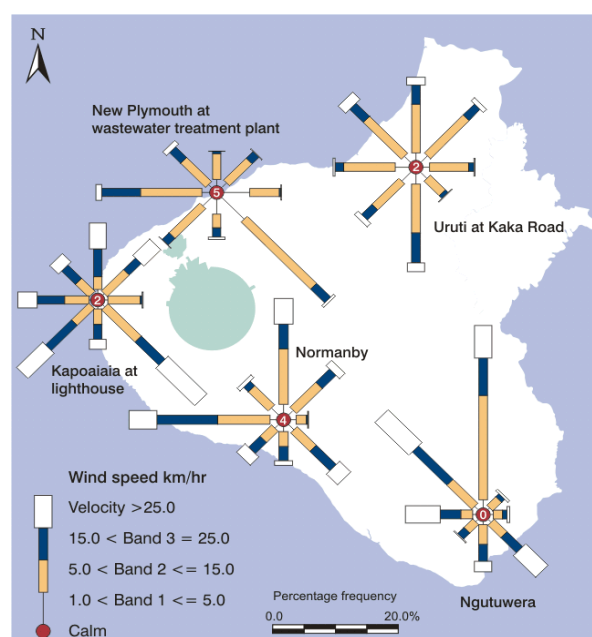 N
New Plymouth at
wastewater treatment plant
5
2
Uruti at Kaka Road
2
Kapoaiaia at
lighthouse
Normanby
4
0
Ngutuwera
Wind speed km/hr
Velocity >25.0
15.0 < Band 3 = 25.0
5.0 < Band 2 <= 15.0
1.0 < Band 1 <= 5.0
Calm
Percentage frequency
0.0 20.0%